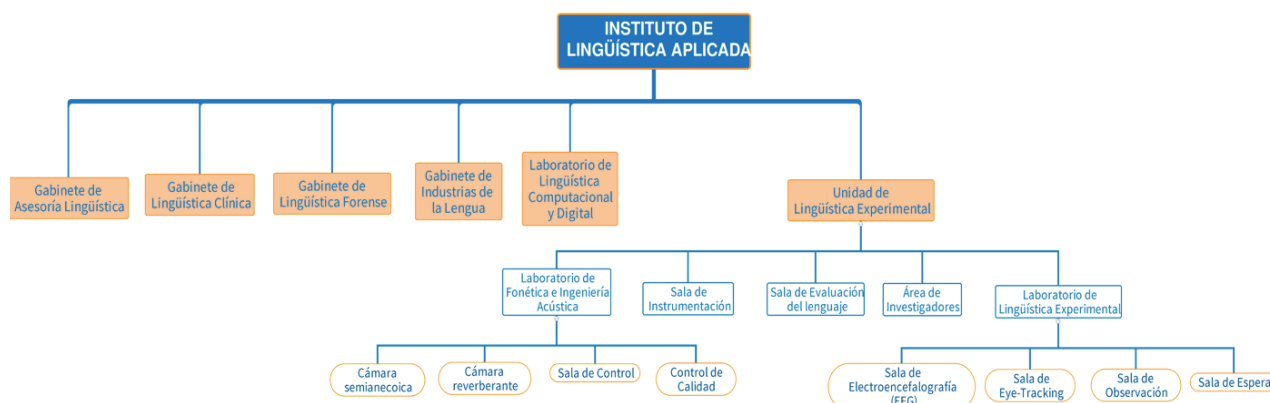 INSTITUTO DE
LINGÜÍSTICA APLICADA
Gabinete de
Asesoría Lingüística
Gabinete de
Lingüística Clínica
Gabinete de
Lingüística Forense
Gabinete de
Industrias de
la Lengua
Laboratorio de
Lingüística
Computacional
y Digital
Unidad de
Lingüística Experimental
Laboratorio de
Fonética e Ingeniería
Acústica
Sala de
Instrumentación
Sala de Evaluación
del lenguaje
Área de
Investigadores
Laboratorio de
Lingüística Experimental
Cámara
semianecoica
Cámara
reverberante
Sala de Control
Control de
Calidad
Sala de
Electroencefalografía
(EEG)
Sala de
Eye-Tracking
Sala de
Observación
Sala de Espera